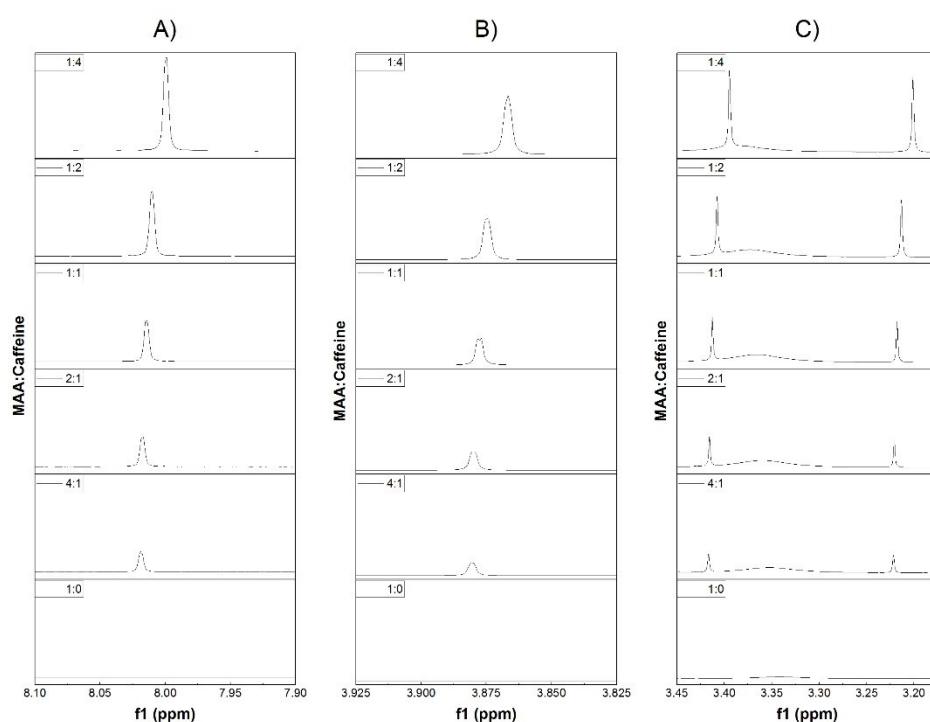 A)
B)
C)
MAA:Caffeine
1:4
1:2
1:1
2:1
4:1
1:0
8.10 8.05 8.00 7.95 7.90
f1 (ppm)
MAA:Caffeine
1:4
1:2
1:1
2:1
4:1
1:0
3.925 3.900 3.875 3.850 3.825
f1 (ppm)
MAA:Caffeine
1:4
1:2
1:1
2:1
4:1
1:0
3.45 3.40 3.35 3.30 3.25 3.20
f1 (ppm)